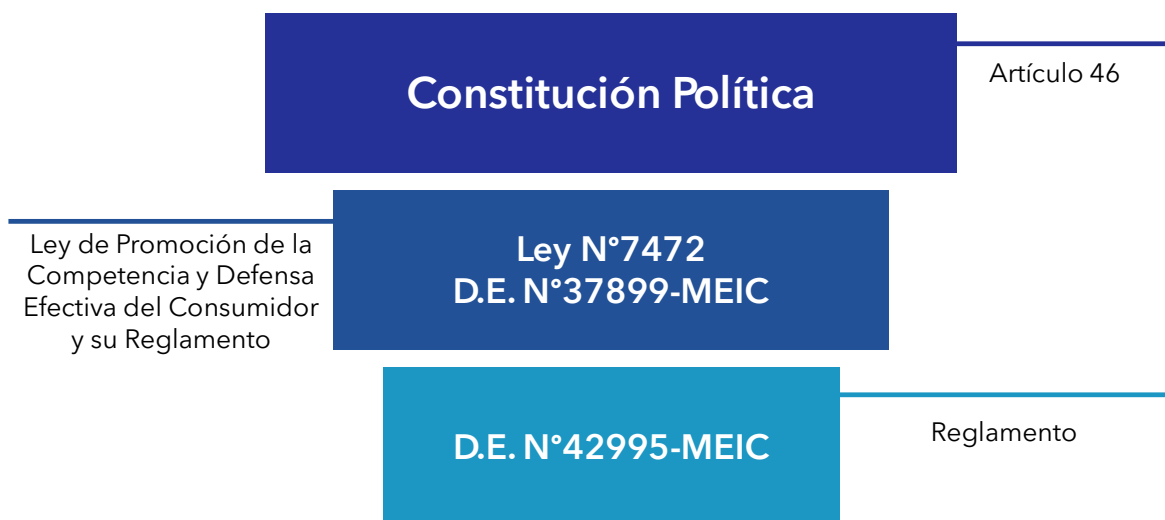 Constitución Política
Artículo 46
Ley de Promoción de la
Competencia y Defensa
Efectiva del Consumidor
y su Reglamento
Ley N°7472
D.E. N°37899-MEIC
D.E. N°42995-MEIC
Reglamento